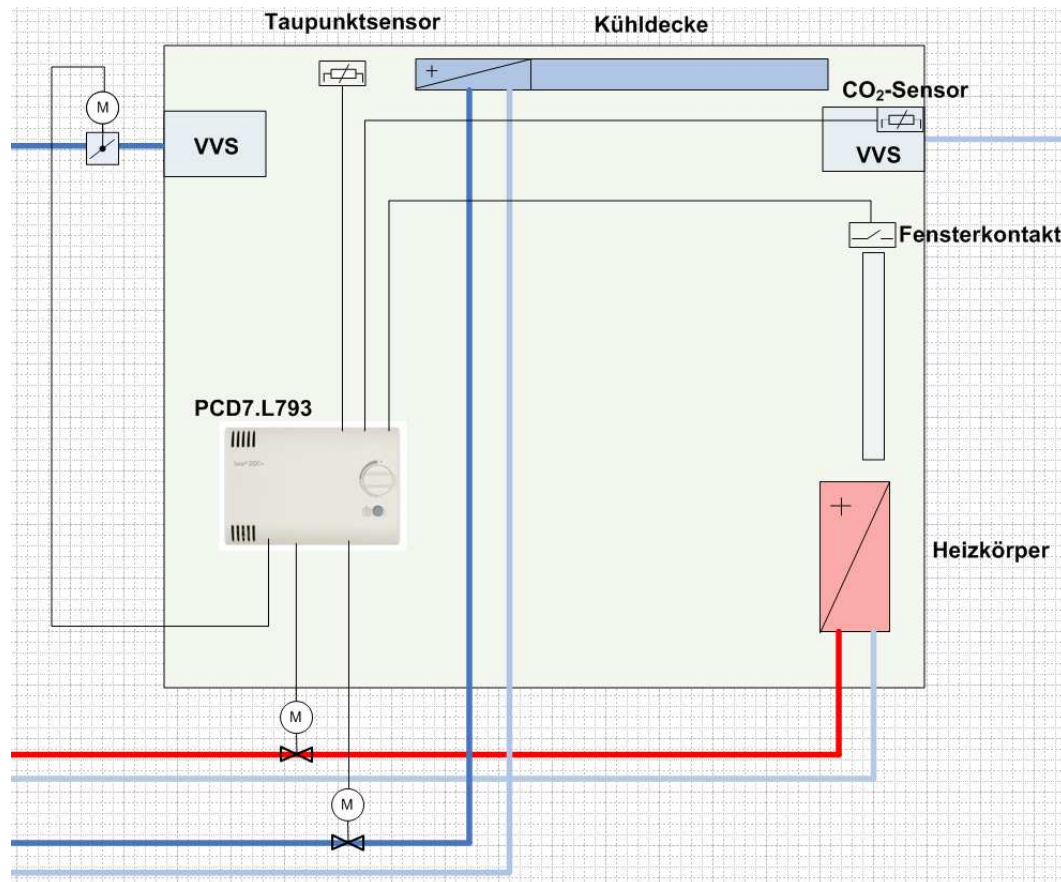 Taupunktsensor
Kühldecke
+
M
CO₂-Sensor
VVS
VVS
Fensterkontakt
PCD7.L793
+
Heizkörper
M
M